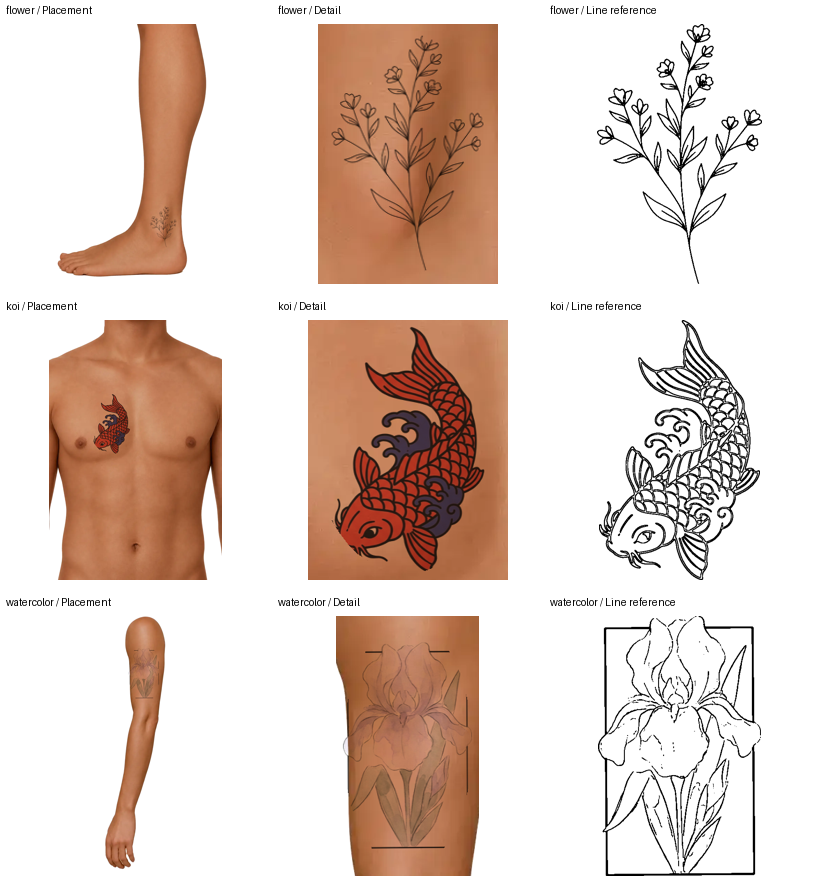 flower / Placement
flower / Detail
flower / Line reference
koi / Placement
koi / Detail
koi / Line reference
watercolor / Placement
watercolor / Detail
watercolor / Line reference